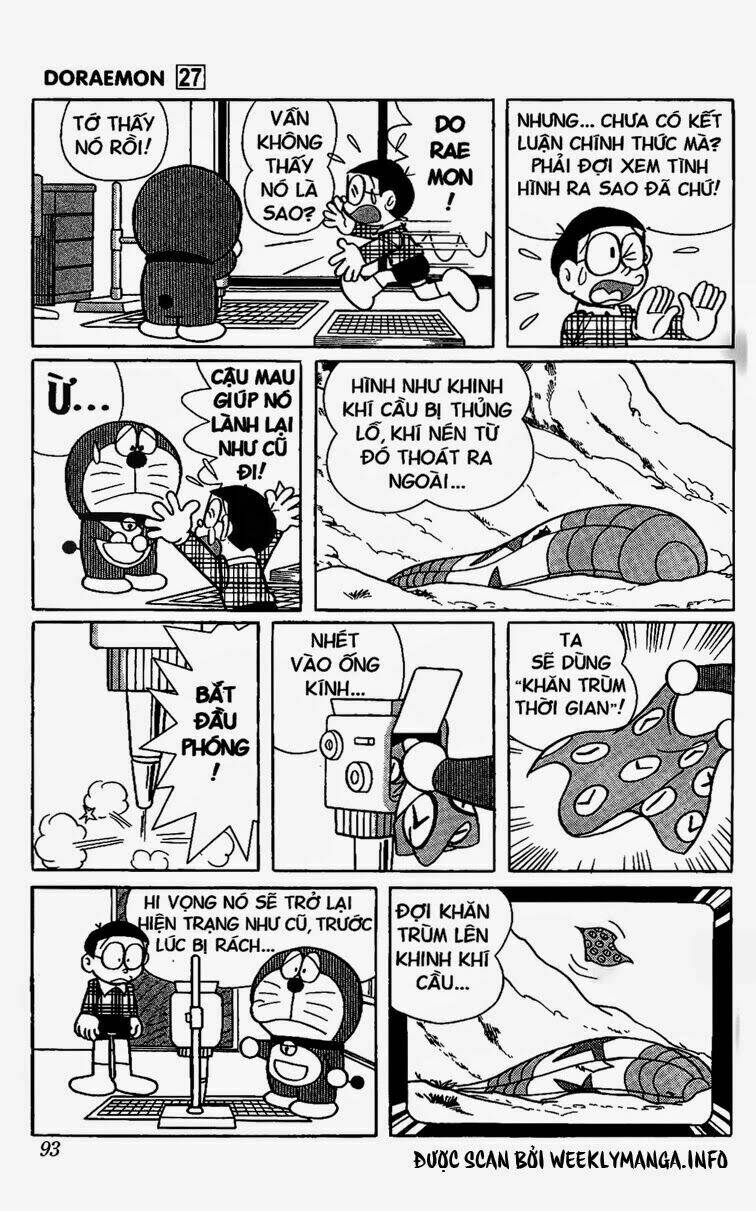 DORAEMON 27
NHƯNG... CHƯA CÓ KẾT
LUẬN CHÍNH THỨC MÀ?
PHẢI ĐỢI XEM TÌNH
HÌNH RA SAO ĐÃ CHỨ!
DO
RAE
MON
!
VẪN
KHÔNG
THẤY
NÓ LÀ
SAO?
TỚ THẤY
NÓ RỒI!
HÌNH NHƯ KHINH
KHÍ CẦU BỊ THỦNG
LỖ, KHÍ NÉN TỪ
ĐÓ THOÁT RA
NGOÀI...
CẬU MAU
GIÚP NÓ
LÀNH LẠI
NHƯ CŨ
ĐI!
Ừ...
TA
SẼ DÙNG
“KHĂN TRÙM
THỜI GIAN”!
NHÉT
VÀO ỐNG
KÍNH...
BẮT
ĐẦU
PHÓNG
!
ĐỢI KHĂN
TRÙM LÊN
KHINH KHÍ
CẦU...
HI VỌNG NÓ SẼ TRỞ LẠI
HIỆN TRẠNG NHƯ CŨ, TRƯỚC
LÚC BỊ RÁCH...
93
ĐƯỢC SCAN BỞI WEEKLYMANGA.INFO